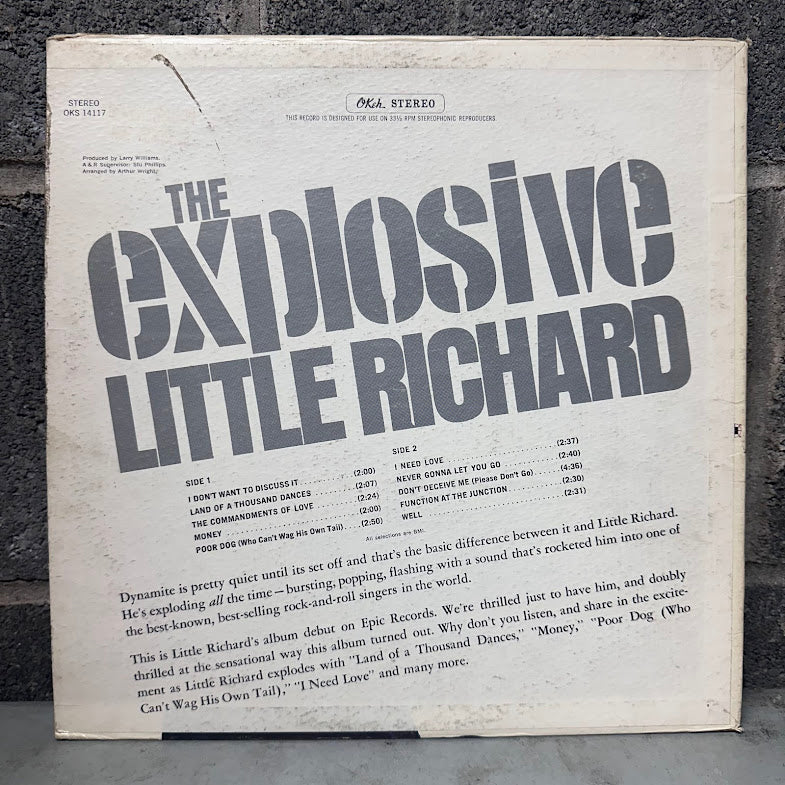 STEREO
OKS 14117
OKeh STEREO
THIS RECORD IS DESIGNED FOR USE ON 33⅓ RPM STEREOPHONIC REPRODUCERS.
Produced by Larry Williams.
A & R Supervisor: Stu Phillips.
Arranged by Arthur Wright.
THE
explosive
LITTLE RICHARD
SIDE 1
I DON'T WANT TO DISCUSS IT . . . . . . . . . . (2:00)
LAND OF A THOUSAND DANCES . . . . . . . . (2:07)
THE COMMANDMENTS OF LOVE . . . . . . . . (2:24)
MONEY . . . . . . . . . . . . . . . . . . . . . . . . . . (2:00)
POOR DOG (Who Can't Wag His Own Tail) . . . . (2:50)
SIDE 2
I NEED LOVE . . . . . . . . . . . . . . . . . . . . . . (2:37)
NEVER GONNA LET YOU GO . . . . . . . . . . . (2:40)
DON'T DECEIVE ME (Please Don't Go) . . . . . . (4:36)
FUNCTION AT THE JUNCTION . . . . . . . . . . . (2:30)
WELL . . . . . . . . . . . . . . . . . . . . . . . . . . . (2:31)
All selections are BMI.
Dynamite is pretty quiet until its set off and that's the basic difference between it and Little Richard.
He's exploding all the time—bursting, popping, flashing with a sound that's rocketed him into one of
the best-known, best-selling rock-and-roll singers in the world.
This is Little Richard's album debut on Epic Records. We're thrilled just to have him, and doubly
thrilled at the sensational way this album turned out. Why don't you listen, and share in the excite-
ment as Little Richard explodes with "Land of a Thousand Dances," "Money," "Poor Dog (Who
Can't Wag His Own Tail)," "I Need Love" and many more.